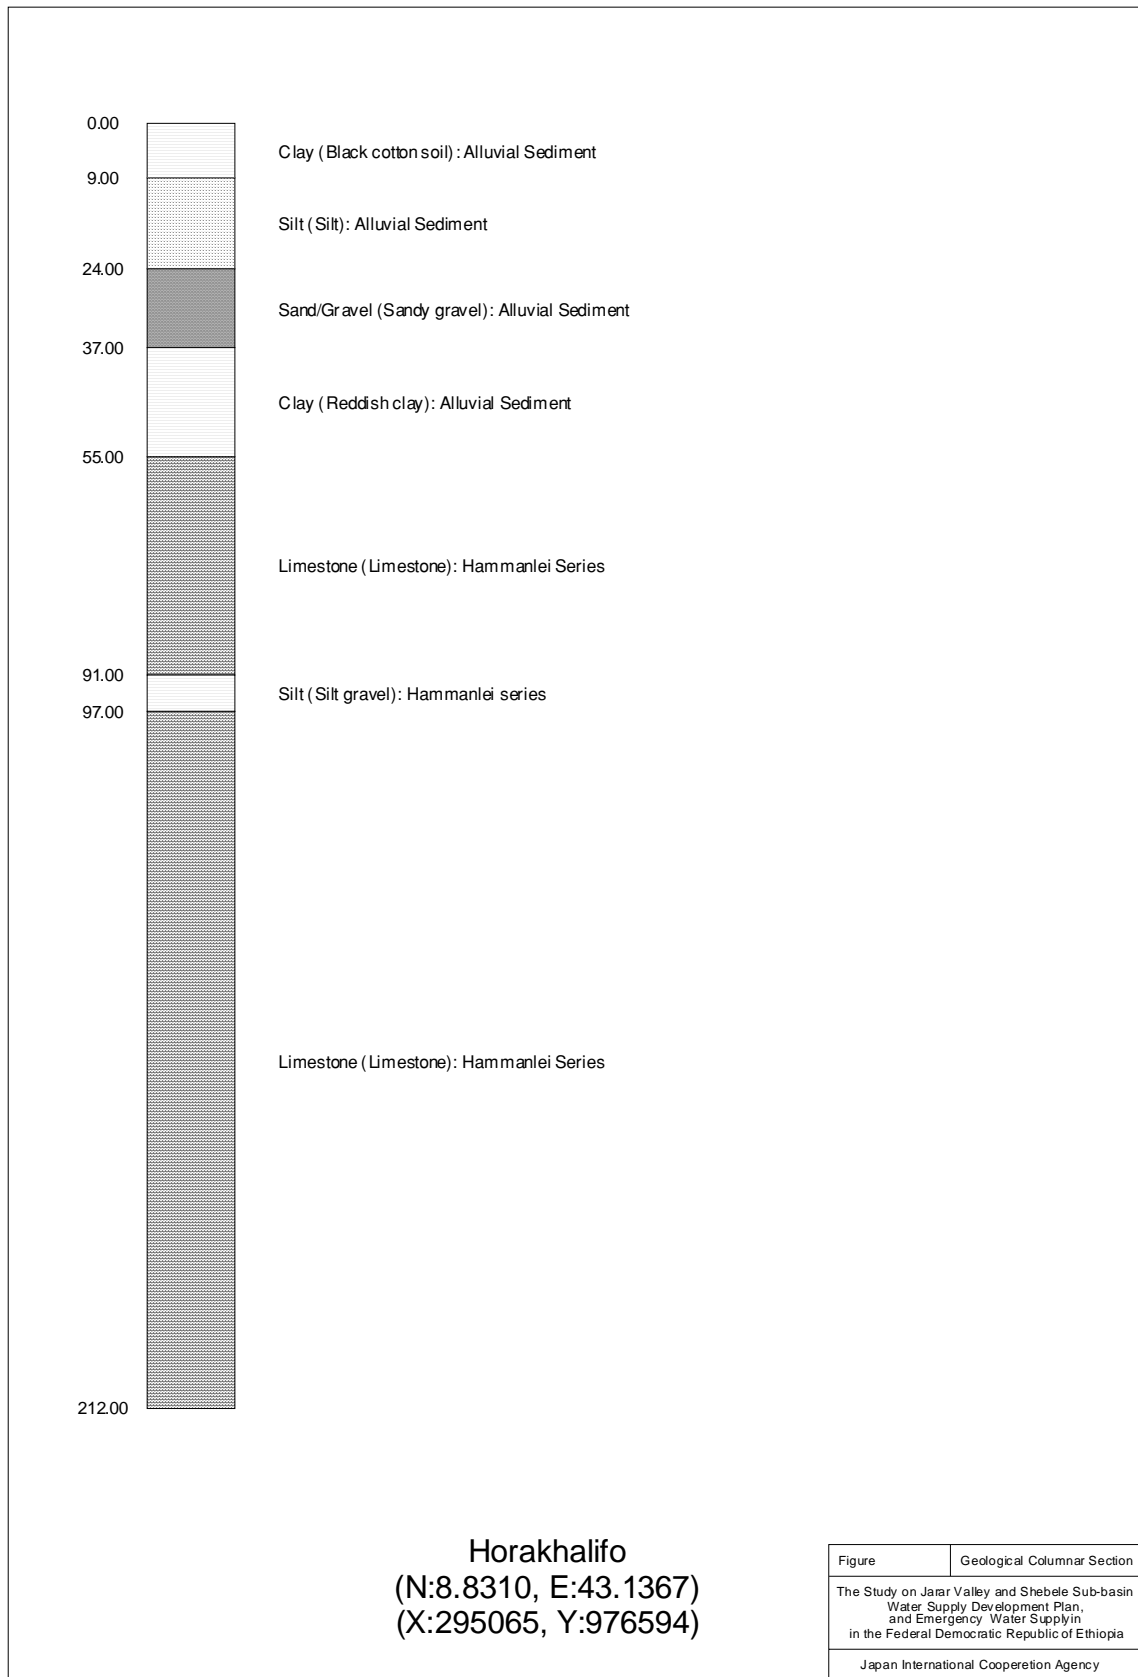 0.00
Clay (Black cotton soil): Alluvial Sediment
9.00
Silt (Silt): Alluvial Sediment
24.00
Sand/Gravel (Sandy gravel): Alluvial Sediment
37.00
Clay (Reddish clay): Alluvial Sediment
55.00
Limestone (Limestone): Hammanlei Series
91.00
Silt (Silt gravel): Hammanlei series
97.00
Limestone (Limestone): Hammanlei Series
212.00
Horakhalifo
(N:8.8310, E:43.1367)
(X:295065, Y:976594)
Figure Geological Columnar Section
The Study on Jarar Valley and Shebele Sub-basin
Water Supply Development Plan,
and Emergency Water Supplyin
in the Federal Democratic Republic of Ethiopia
Japan International Cooperetion Agency